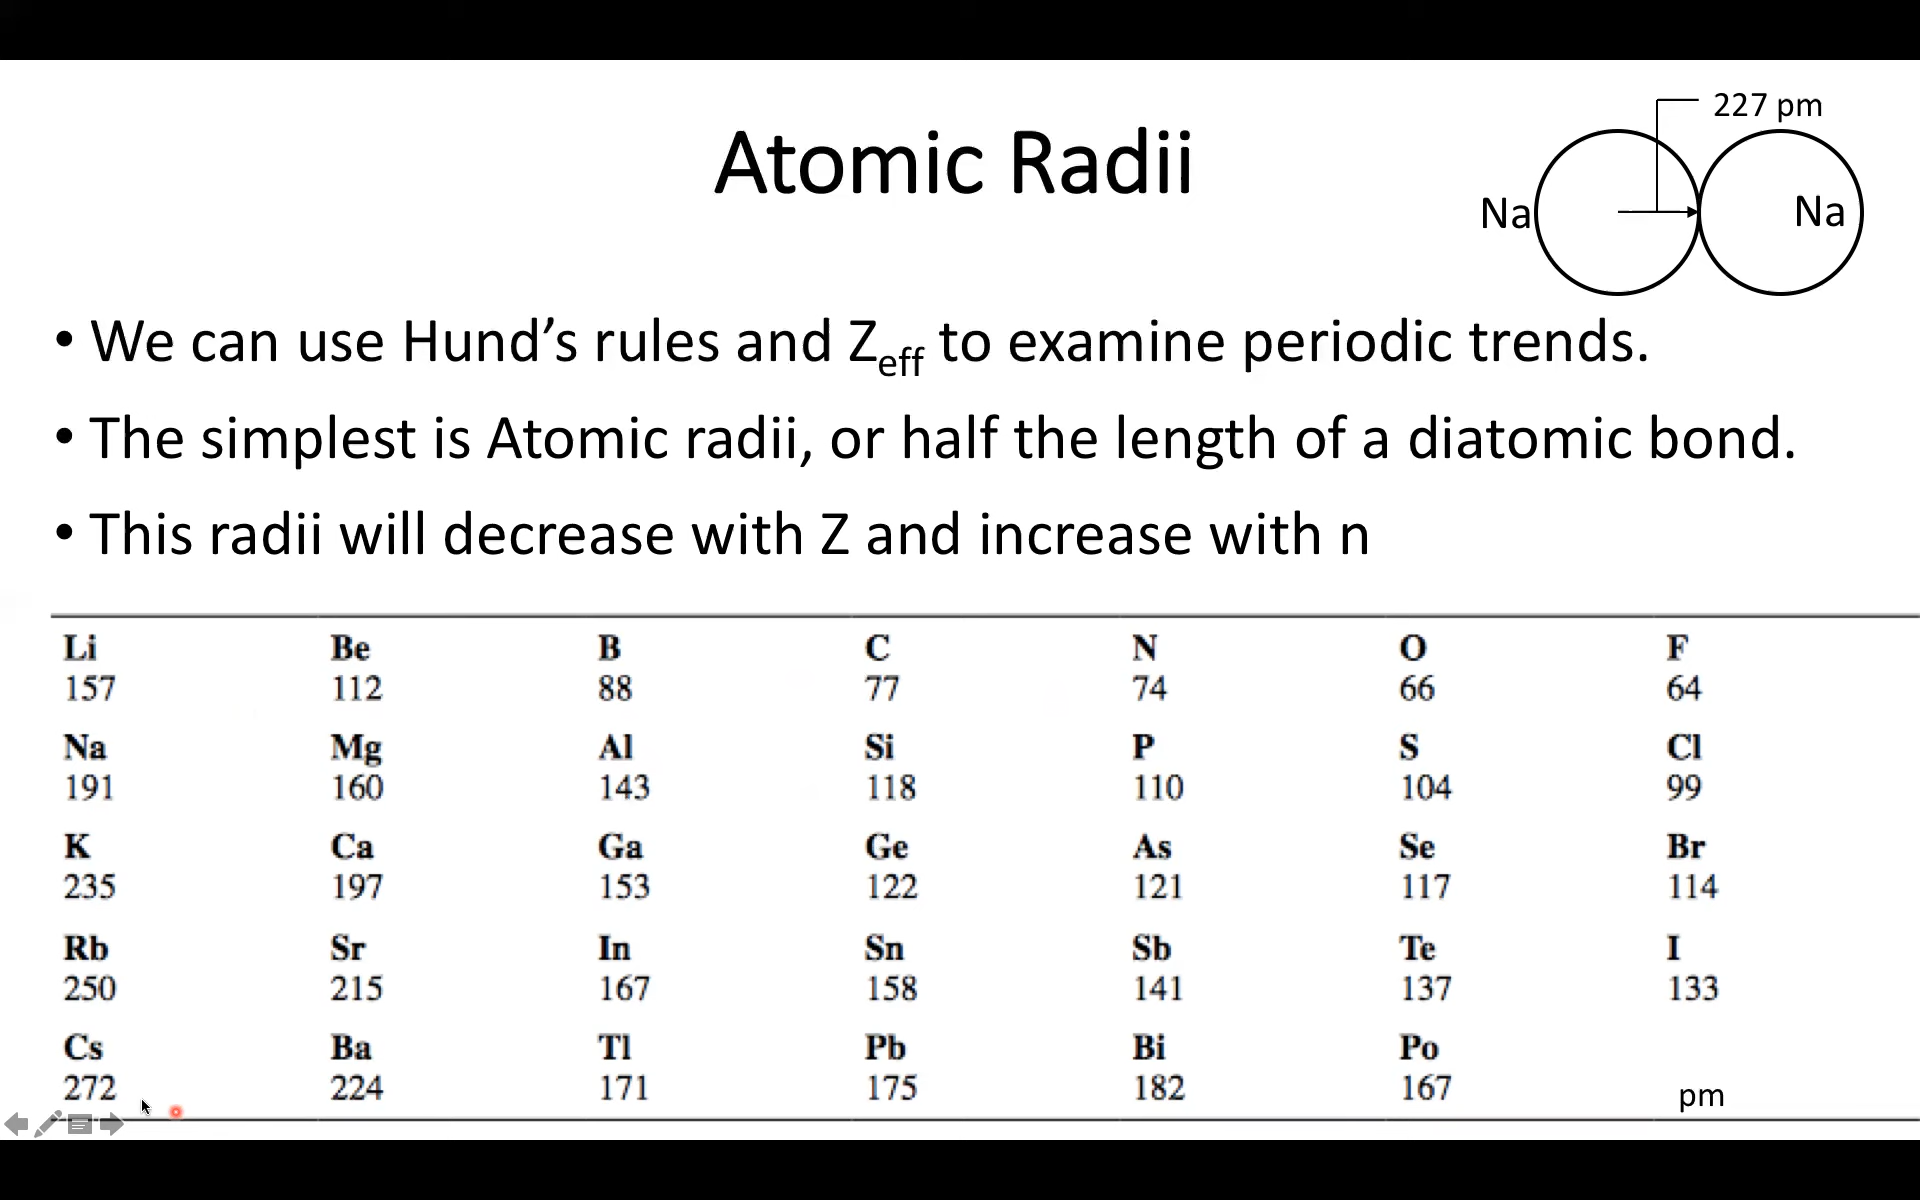 227 pm
Atomic Radii
Na Na
• We can use Hund’s rules and Zeff to examine periodic trends.
• The simplest is Atomic radii, or half the length of a diatomic bond.
• This radii will decrease with Z and increase with n
Li Be B C N O F
157 112 88 77 74 66 64
Na Mg Al Si P S Cl
191 160 143 118 110 104 99
K Ca Ga Ge As Se Br
235 197 153 122 121 117 114
Rb Sr In Sn Sb Te I
250 215 167 158 141 137 133
Cs Ba Tl Pb Bi Po
272 224 171 175 182 167 pm